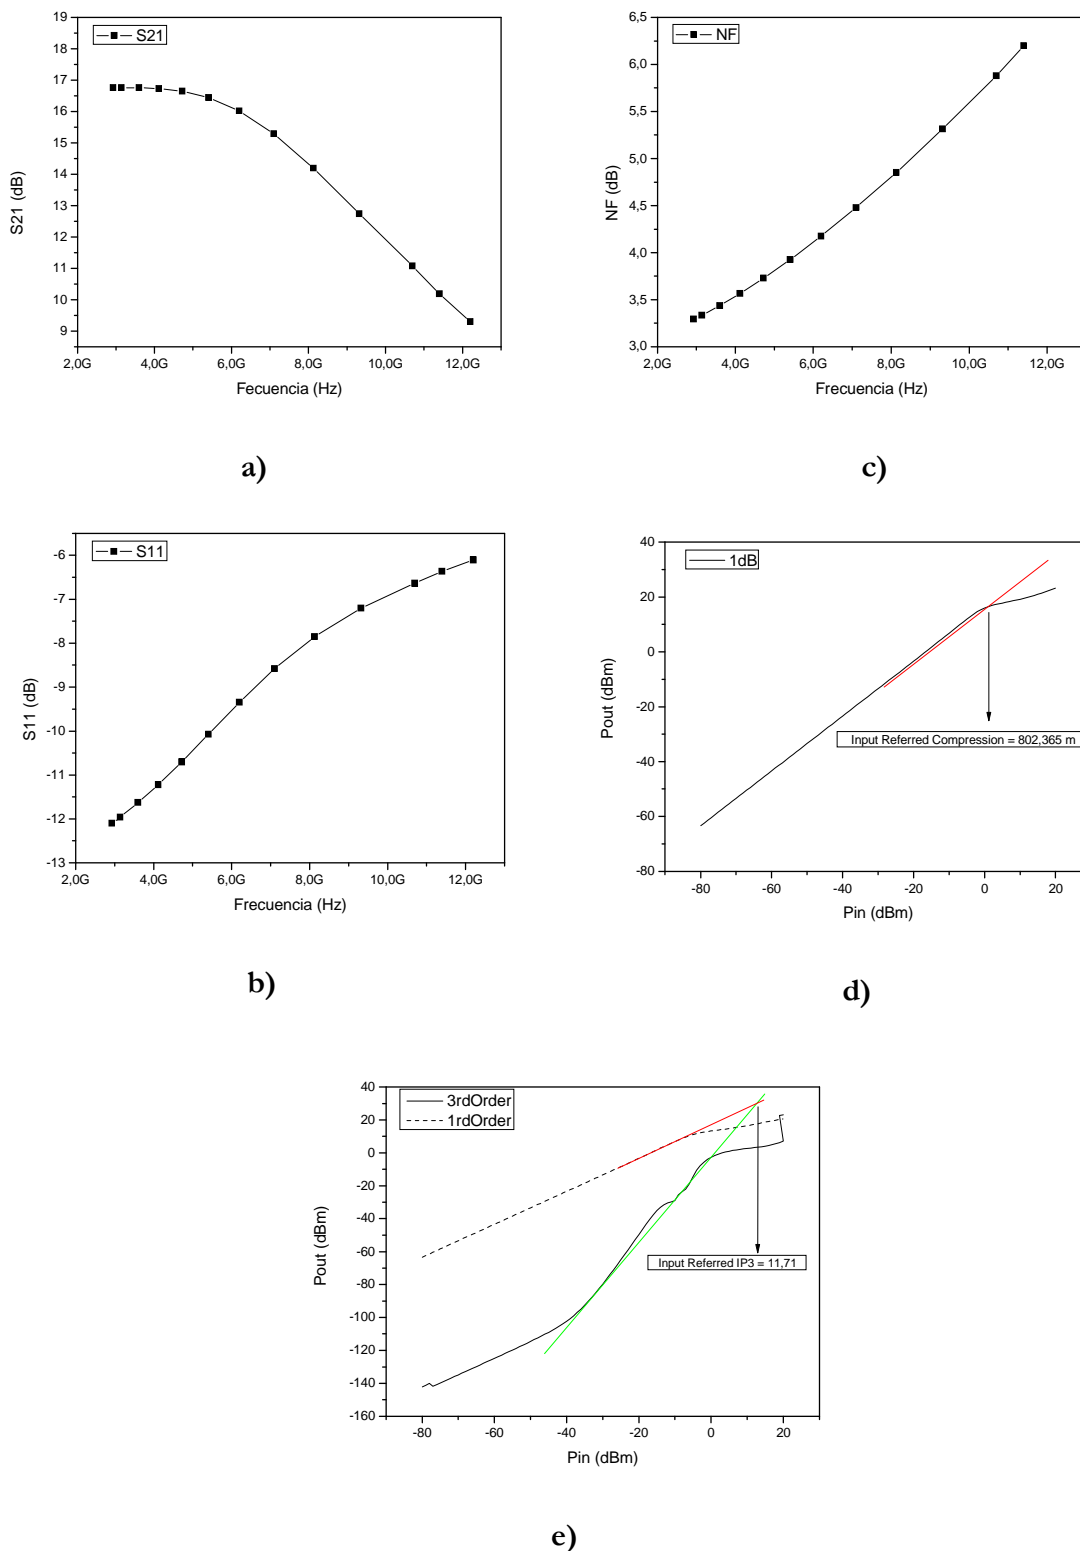 S21
19
18
17
16
15
14
13
12
11
10
9
2,0G 4,0G 6,0G 8,0G 10,0G 12,0G
S21 (dB)
Fecuencia (Hz)
a)
NF
6,5
6,0
5,5
5,0
4,5
4,0
3,5
3,0
2,0G 4,0G 6,0G 8,0G 10,0G 12,0G
NF (dB)
Frecuencia (Hz)
c)
S11
-6
-7
-8
-9
-10
-11
-12
-13
2,0G 4,0G 6,0G 8,0G 10,0G 12,0G
S11 (dB)
Frecuencia (Hz)
b)
1dB
40
20
0
-20
-40
-60
-80
-80 -60 -40 -20 0 20
Pout (dBm)
Input Referred Compression = 802,365 m
Pin (dBm)
d)
3rdOrder
1rdOrder
40
20
0
-20
-40
-60
-80
-100
-120
-140
-160
-80 -60 -40 -20 0 20
Pout (dBm)
Input Referred IP3 = 11,71
Pin (dBm)
e)